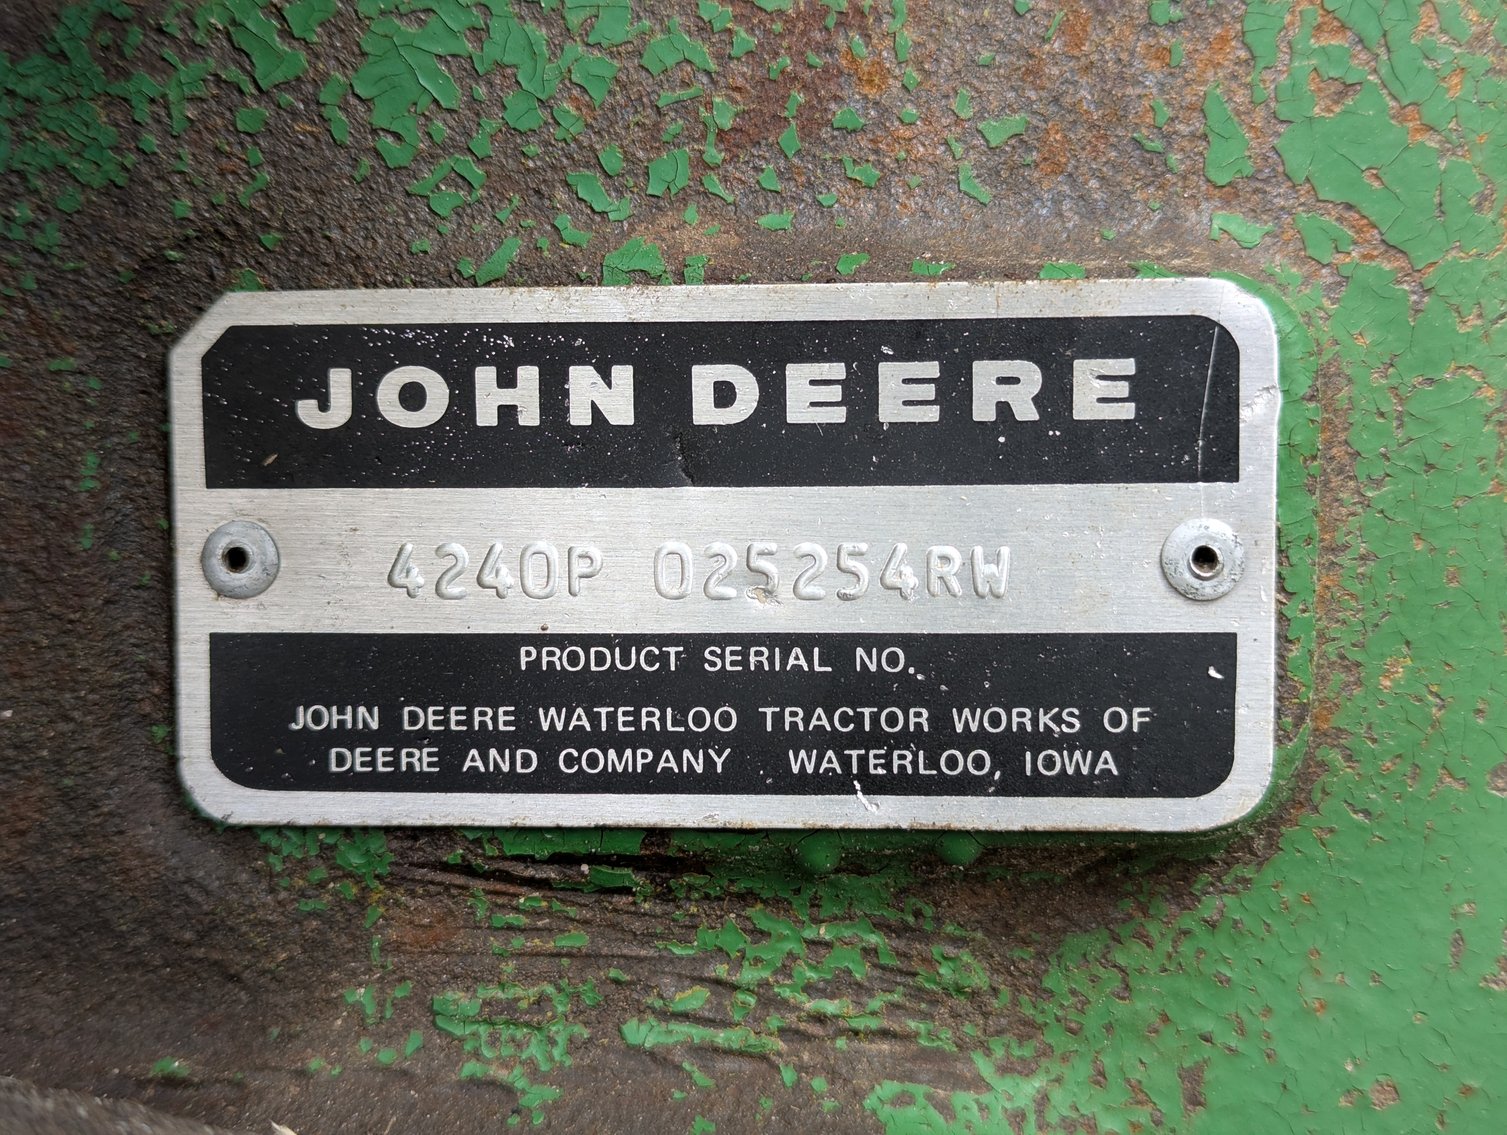 JOHN DEERE
4240P 025254RW
PRODUCT SERIAL NO.
JOHN DEERE WATERLOO TRACTOR WORKS OF
DEERE AND COMPANY WATERLOO, IOWA